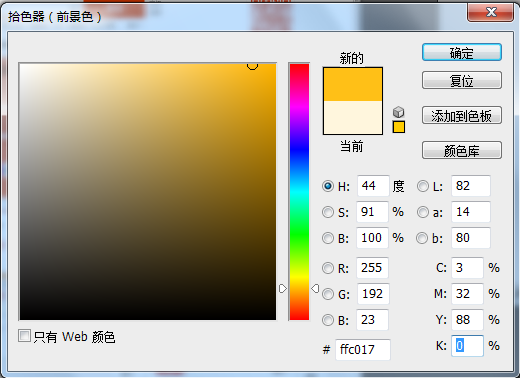 拾色器（前景色）
新的
当前
确定
复位
添加到色板
颜色库
H: 44 度
S: 91 %
B: 100 %
R: 255
G: 192
B: 23
# ffc017
L: 82
a: 14
b: 80
C: 3 %
M: 32 %
Y: 88 %
K: 0 %
只有 Web 颜色